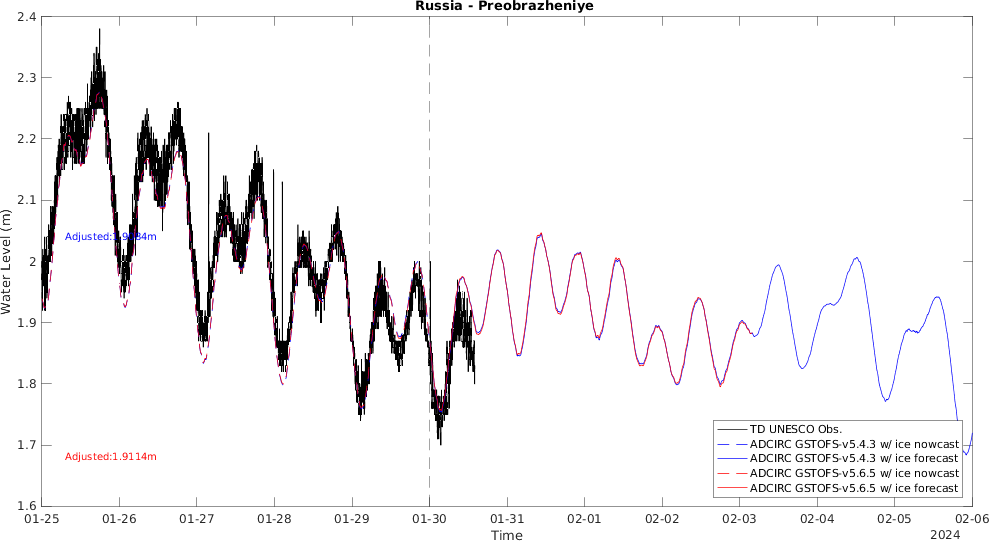 Russia - Preobrazheniye
2.4
2.3
2.2
2.1
2
1.9
1.8
1.7
1.6
Water Level (m)
Adjusted:1.9
84m
Adjusted:1.9114m
TD UNESCO Obs.
ADCIRC GSTOFS-v5.4.3 w/ ice nowcast
ADCIRC GSTOFS-v5.4.3 w/ ice forecast
ADCIRC GSTOFS-v5.6.5 w/ ice nowcast
ADCIRC GSTOFS-v5.6.5 w/ ice forecast
01-25 01-26 01-27 01-28 01-29 01-30 01-31 02-01 02-02 02-03 02-04 02-05 02-06
Time
2024